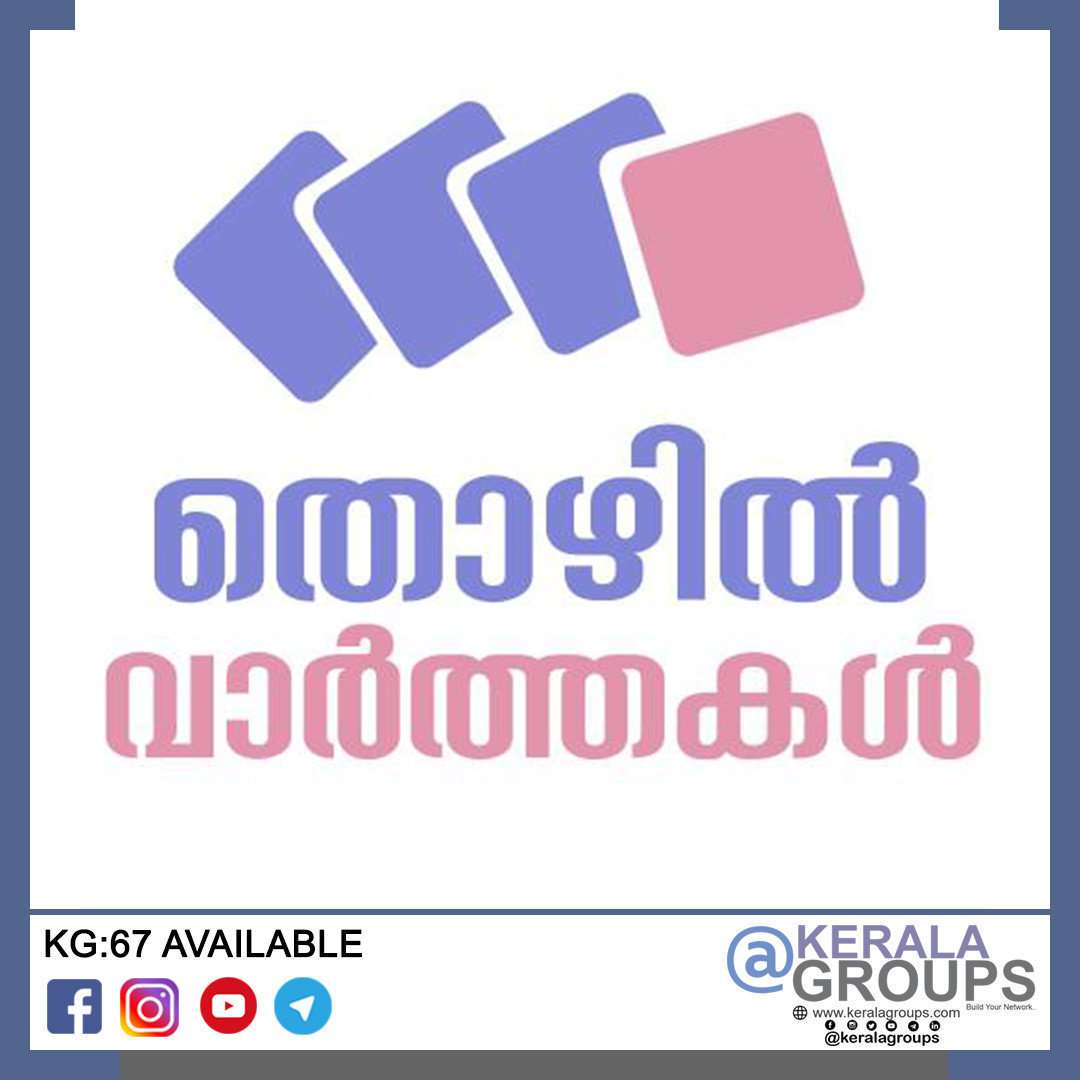 തൊഴിൽ
വാർത്തകൾ
KG:67 AVAILABLE
@KERALA
GROUPS
Build Your Network..
www.keralagroups.com
@keralagroups